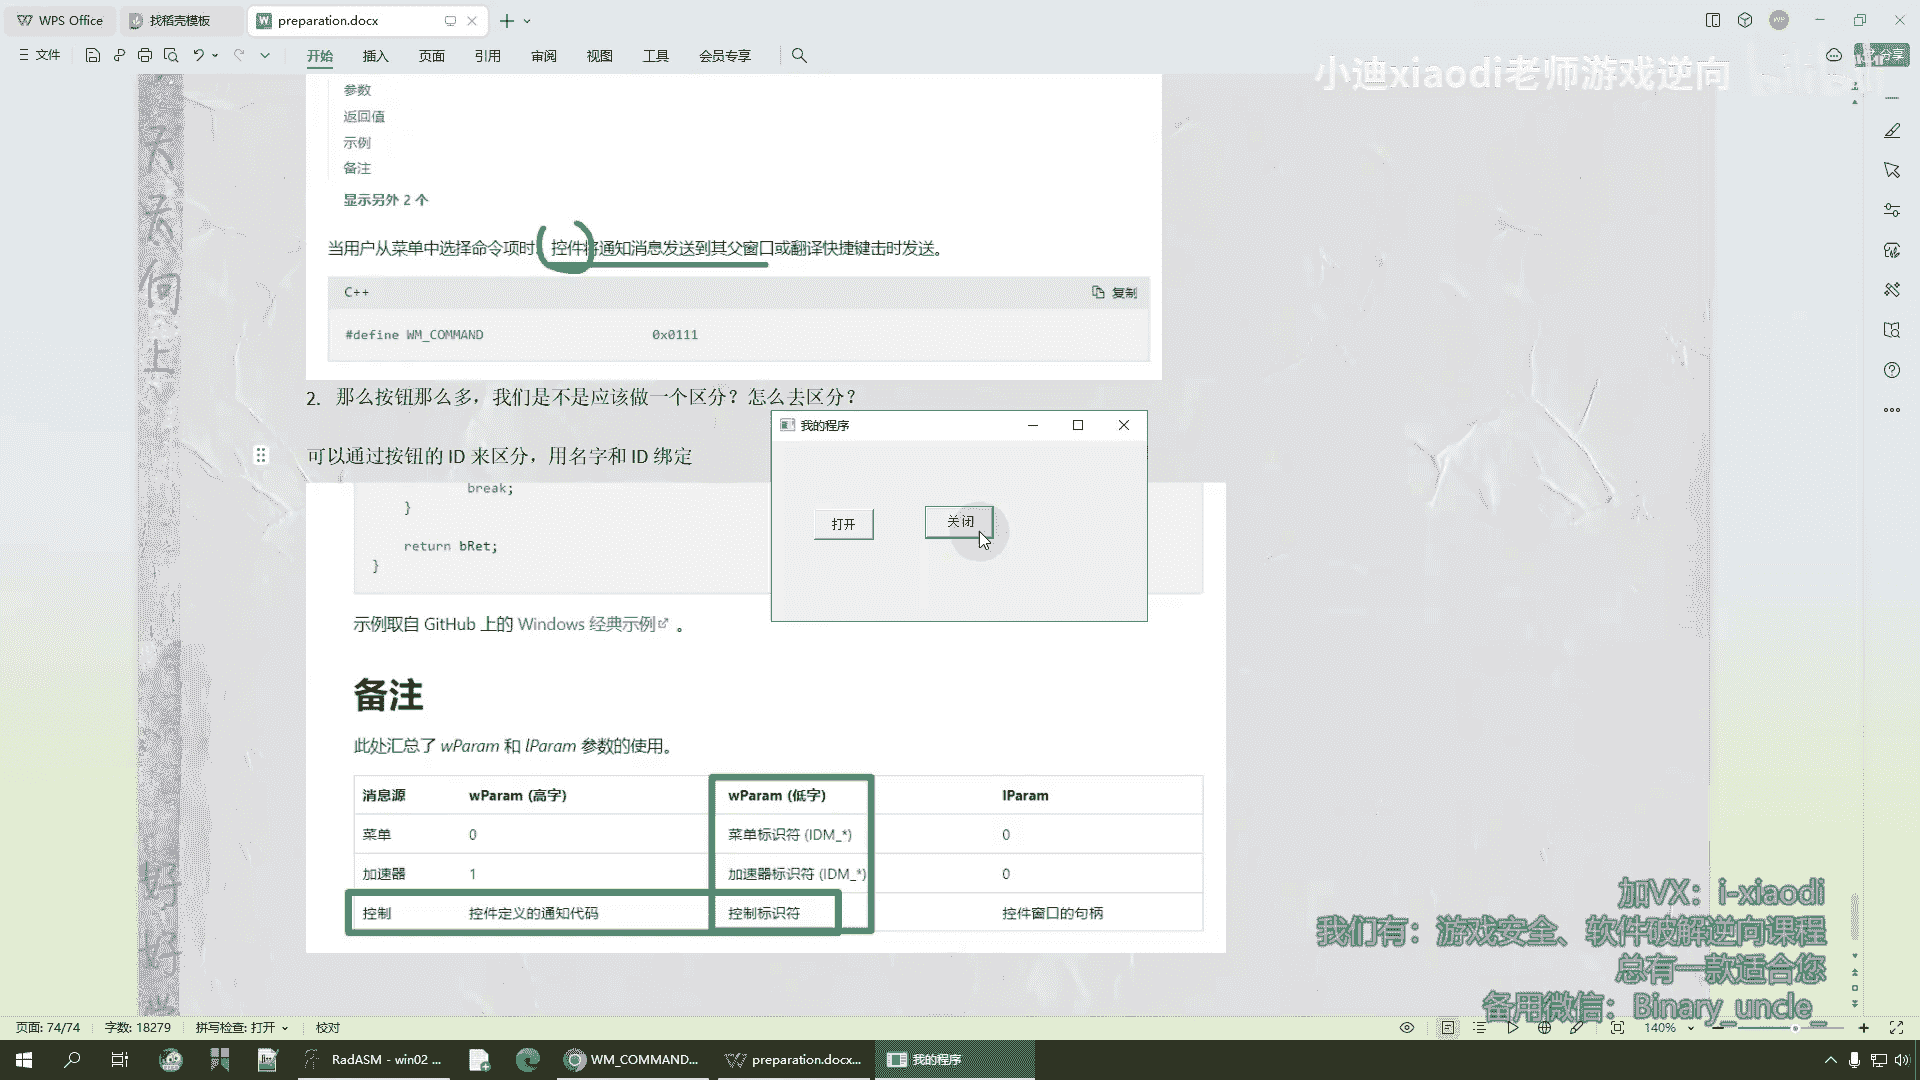 WPS Office
找稻壳模板
preparation.docx
文件
开始
插入
页面
引用
审阅
视图
工具
会员专享
分享
小迪xiaodi老师游戏逆向
参数
返回值
示例
备注
显示另外 2 个
当用户从菜单中选择命令项时，控件将通知消息发送到其父窗口或翻译快捷键击时发送。
C++
复制
#define WM_COMMAND 0x0111
2. 那么按钮那么多，我们是不是应该做一个区分？怎么去区分？
可以通过按钮的 ID 来区分，用名字和 ID 绑定
我的程序
打开
关闭
break;
}
return bRet;
}
示例取自 GitHub 上的 Windows 经典示例 。
备注
此处汇总了 wParam 和 lParam 参数的使用。
消息源 wParam (高字) wParam (低字) lParam
菜单 0 菜单标识符 (IDM_*) 0
加速器 1 加速器标识符 (IDM_*) 0
控制 控件定义的通知代码 控制标识符 控件窗口的句柄
天天向上
好好
加VX：i-xiaodi
我们有：游戏安全、软件破解逆向课程
总有一款适合您
备用微信：Binary_uncle_
页面: 74/74
字数: 18279
拼写检查: 打开
校对
140%
RadASM - win02 ...
WM_COMMAND...
preparation.docx...
我的程序